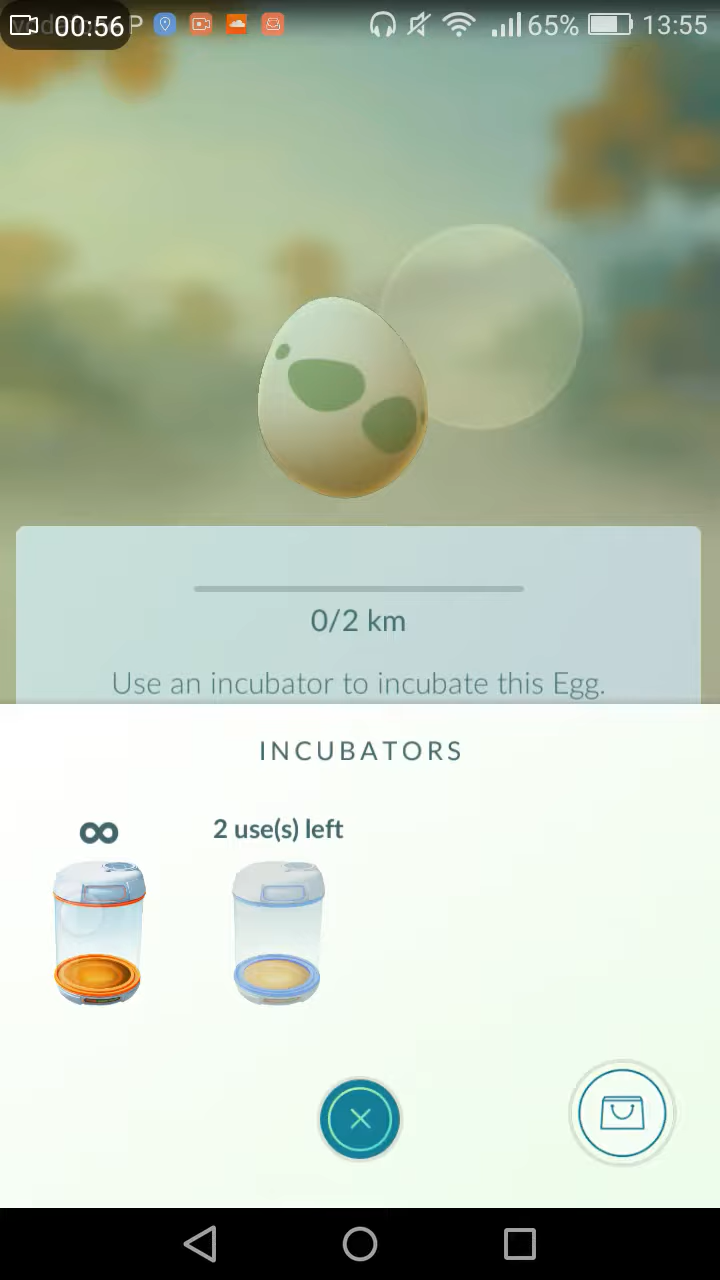 00:56
65% 13:55
0/2 km
Use an incubator to incubate this Egg.
INCUBATORS
∞ 2 use(s) left